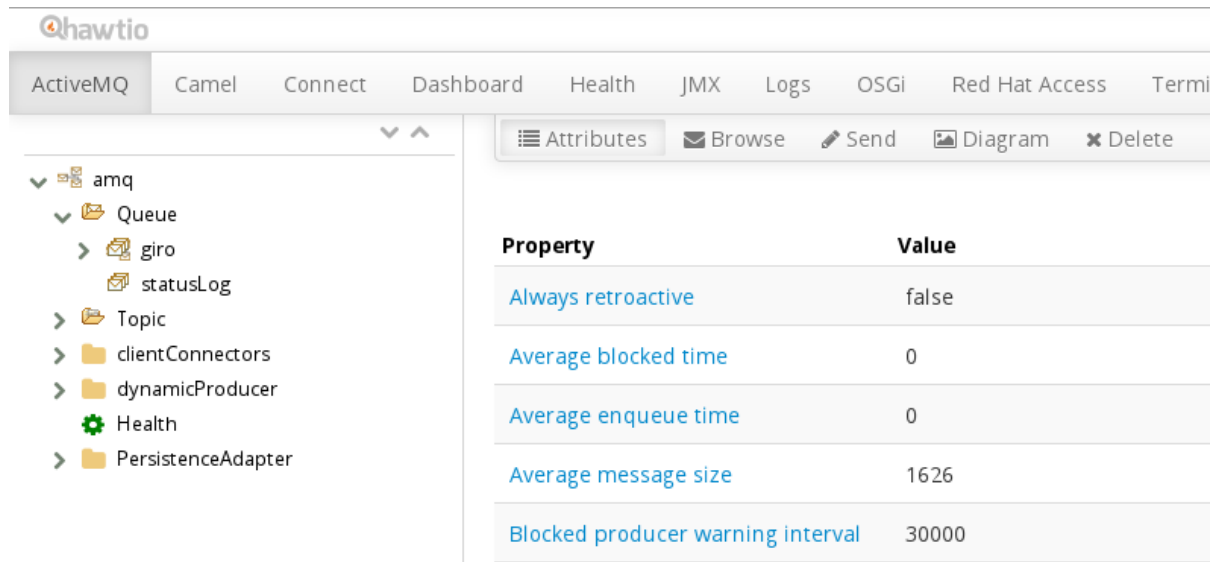 hawtio
ActiveMQ Camel Connect Dashboard Health JMX Logs OSGi Red Hat Access Termi
Attributes Browse Send Diagram Delete
amq
Queue
giro
statusLog
Topic
clientConnectors
dynamicProducer
Health
PersistenceAdapter
Property Value
Always retroactive false
Average blocked time 0
Average enqueue time 0
Average message size 1626
Blocked producer warning interval 30000